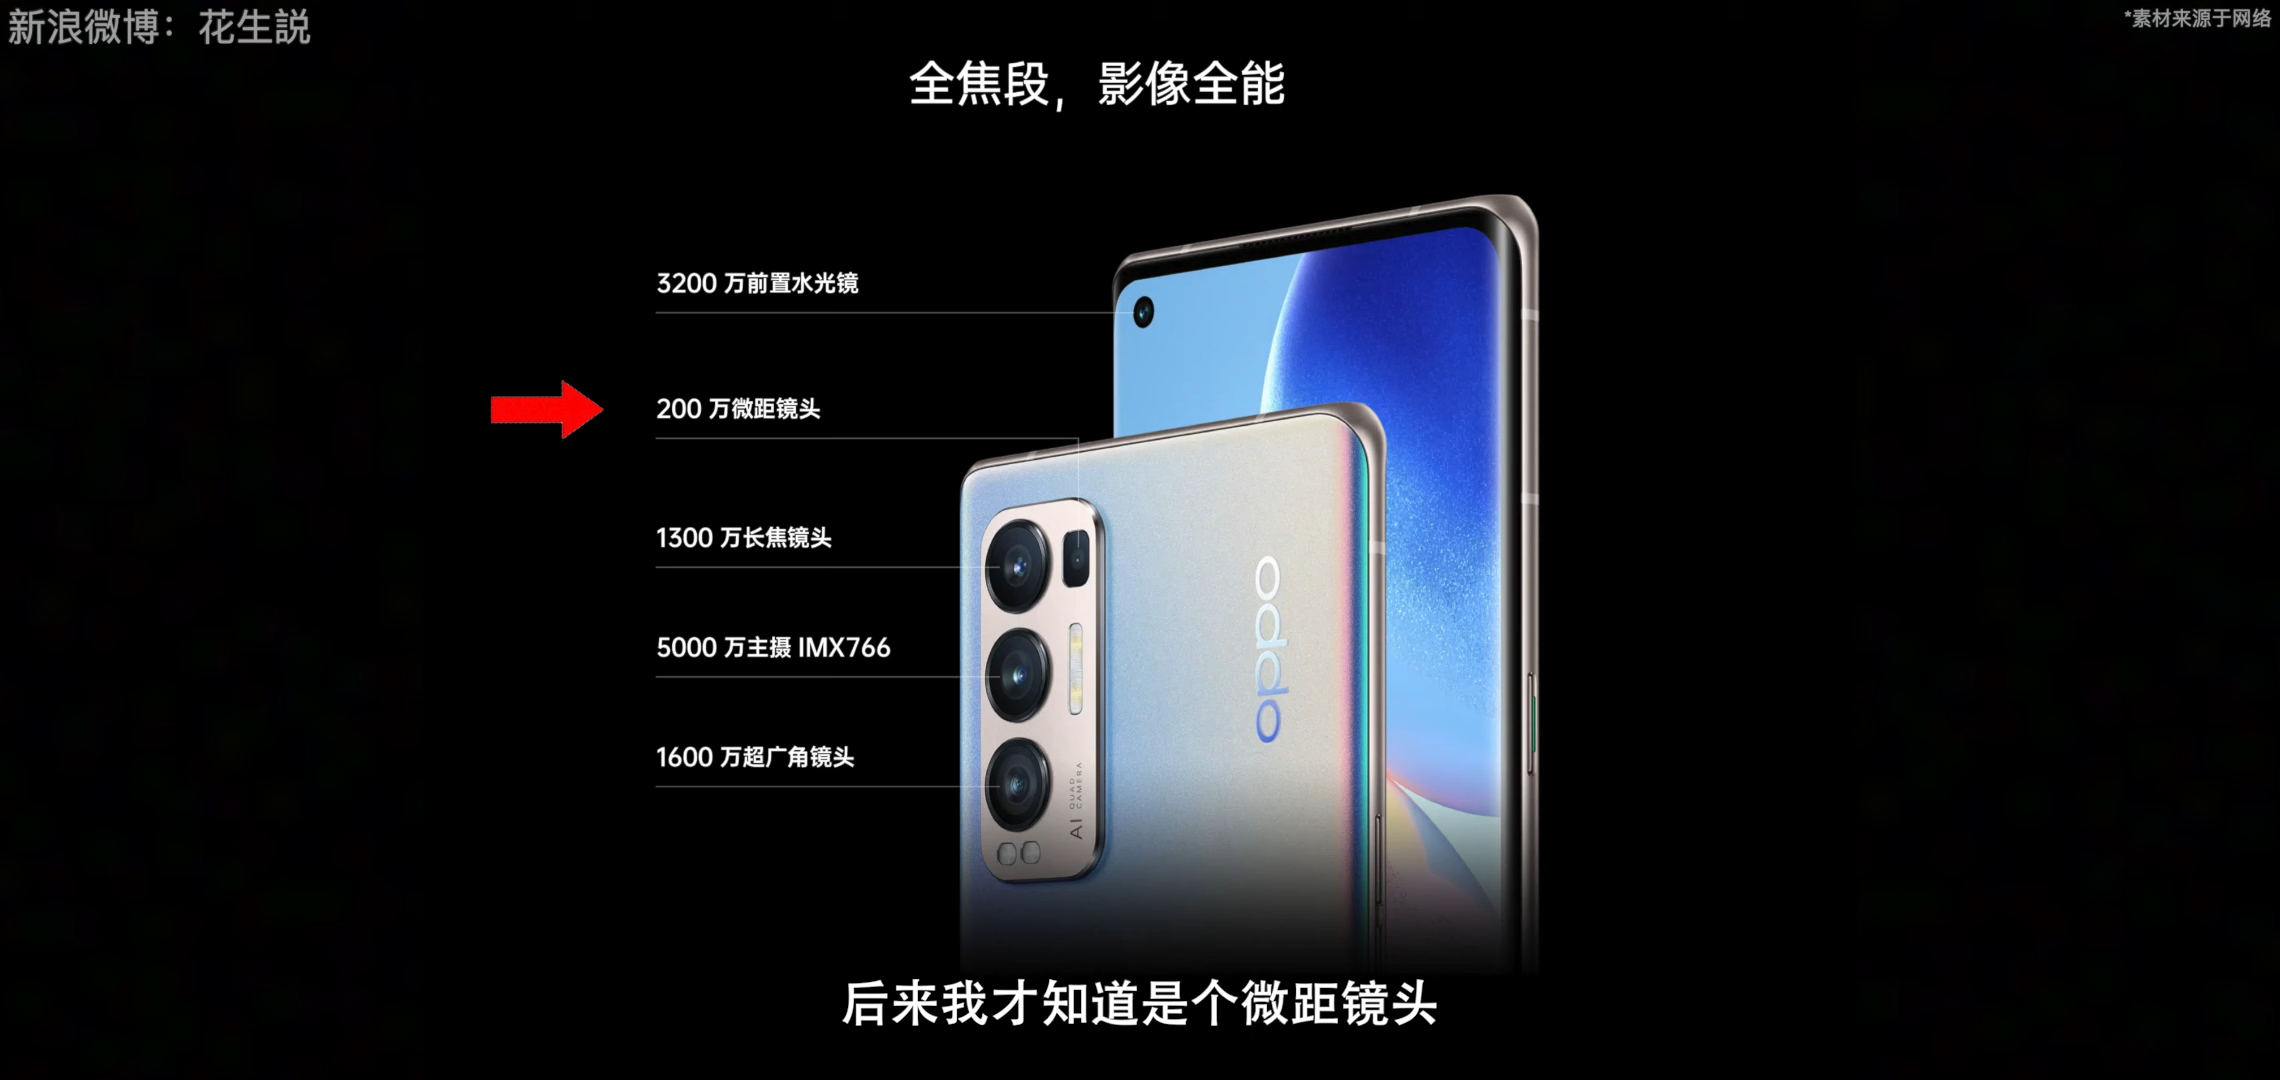 新浪微博：花生説
*素材来源于网络
全焦段，影像全能
3200 万前置水光镜
200 万微距镜头
1300 万长焦镜头
5000 万主摄 IMX766
1600 万超广角镜头
oppo
AI QUAD
CAMERA
后来我才知道是个微距镜头